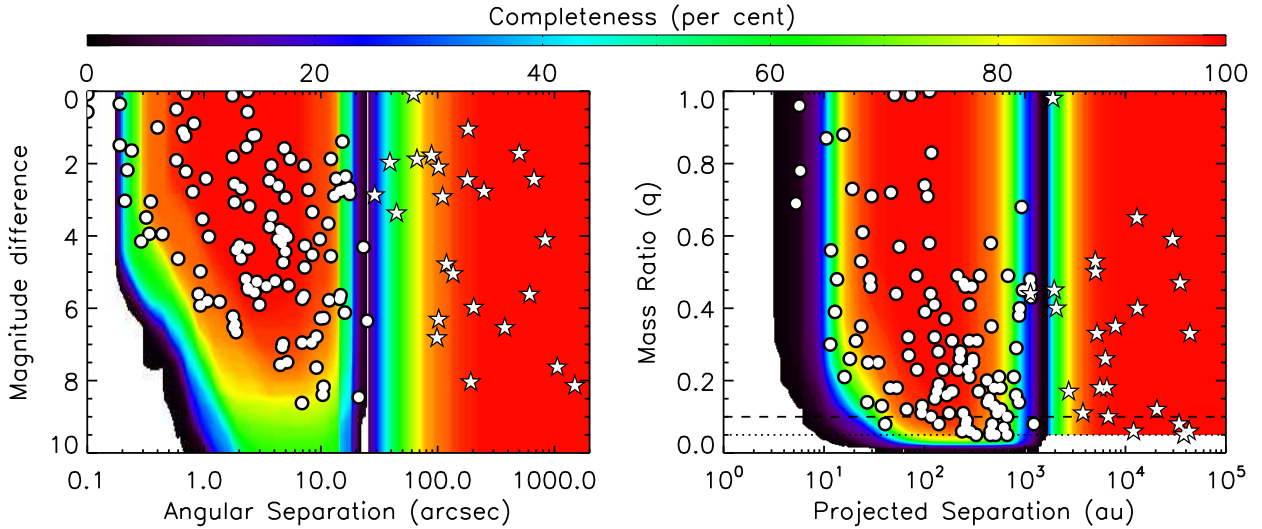 Completeness (per cent)
0 20 40 60 80 100
0 2 4 6 8 10
Magnitude difference
0.1 1.0 10.0 100.0 1000.0
Angular Separation (arcsec)
1.0 0.8 0.6 0.4 0.2 0.0
Mass Ratio (q)
10⁰ 10¹ 10² 10³ 10⁴ 10⁵
Projected Separation (au)